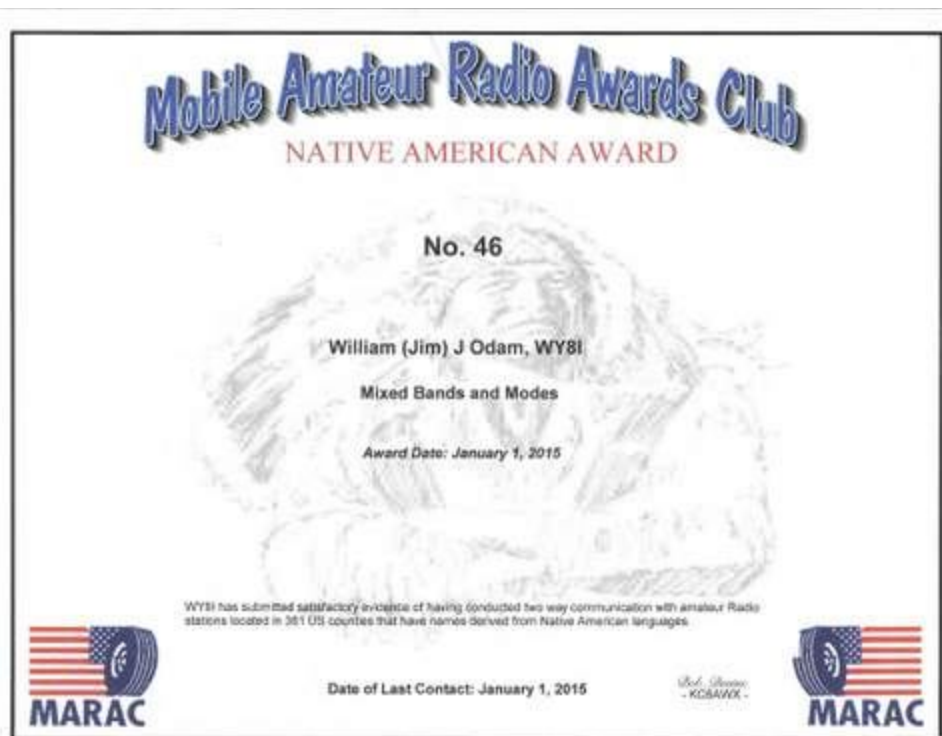 Mobile Amateur Radio Awards Club
NATIVE AMERICAN AWARD
No. 46
William (Jim) J Odam, WY8I
Mixed Bands and Modes
Award Date: January 1, 2015
WY8I has submitted satisfactory evidence of having conducted two way communication with amateur Radio
stations located in 361 US counties that have names derived from Native American languages
Date of Last Contact: January 1, 2015
Bob
- KC8AWX -
MARAC
MARAC